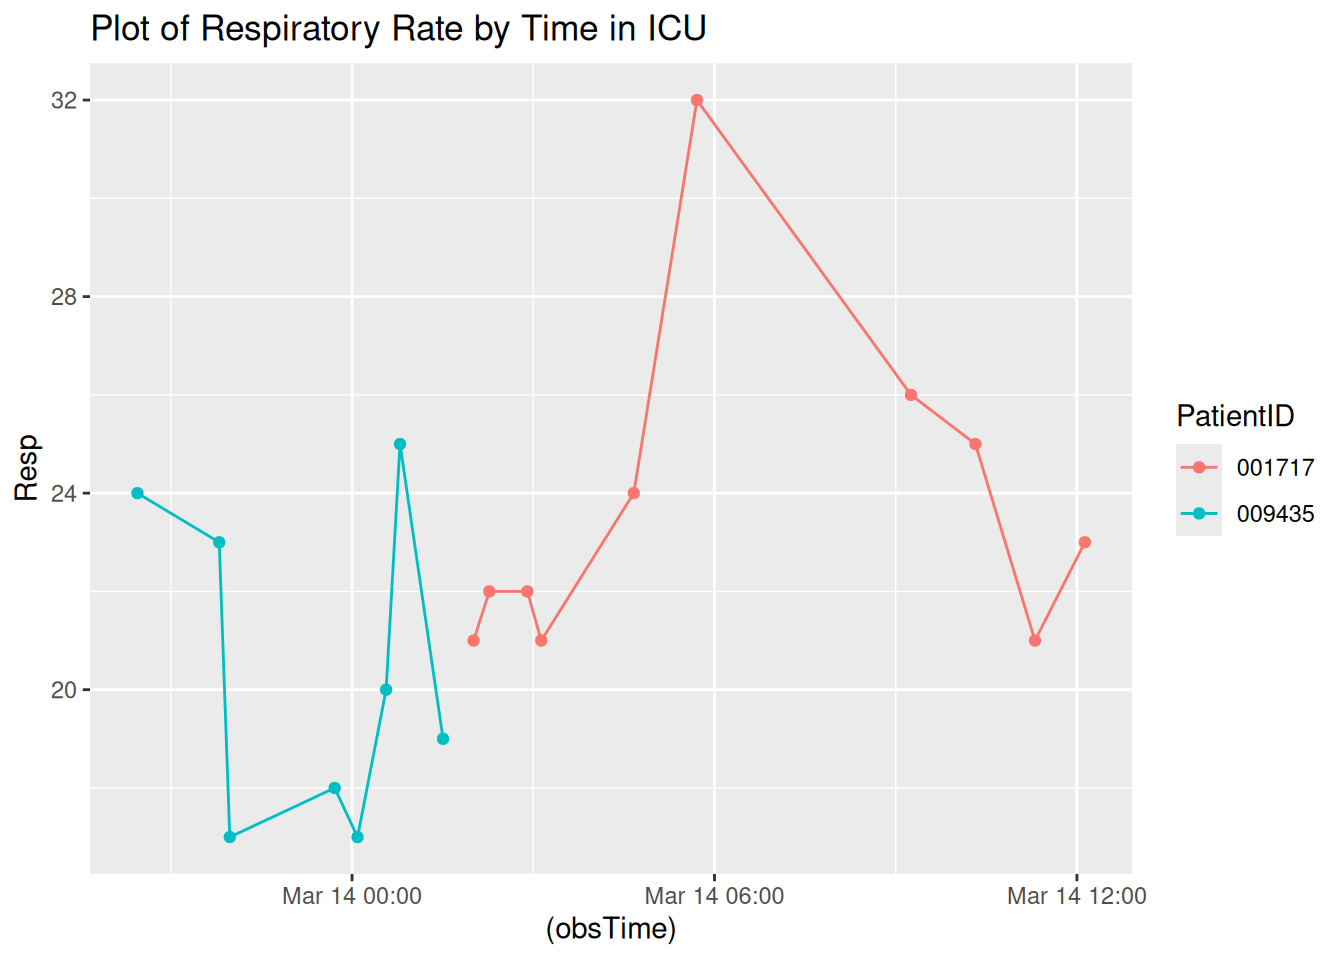 Plot of Respiratory Rate by Time in ICU
32
28
24
20
Resp
Mar 14 00:00
Mar 14 06:00
Mar 14 12:00
(obsTime)
PatientID
001717
009435